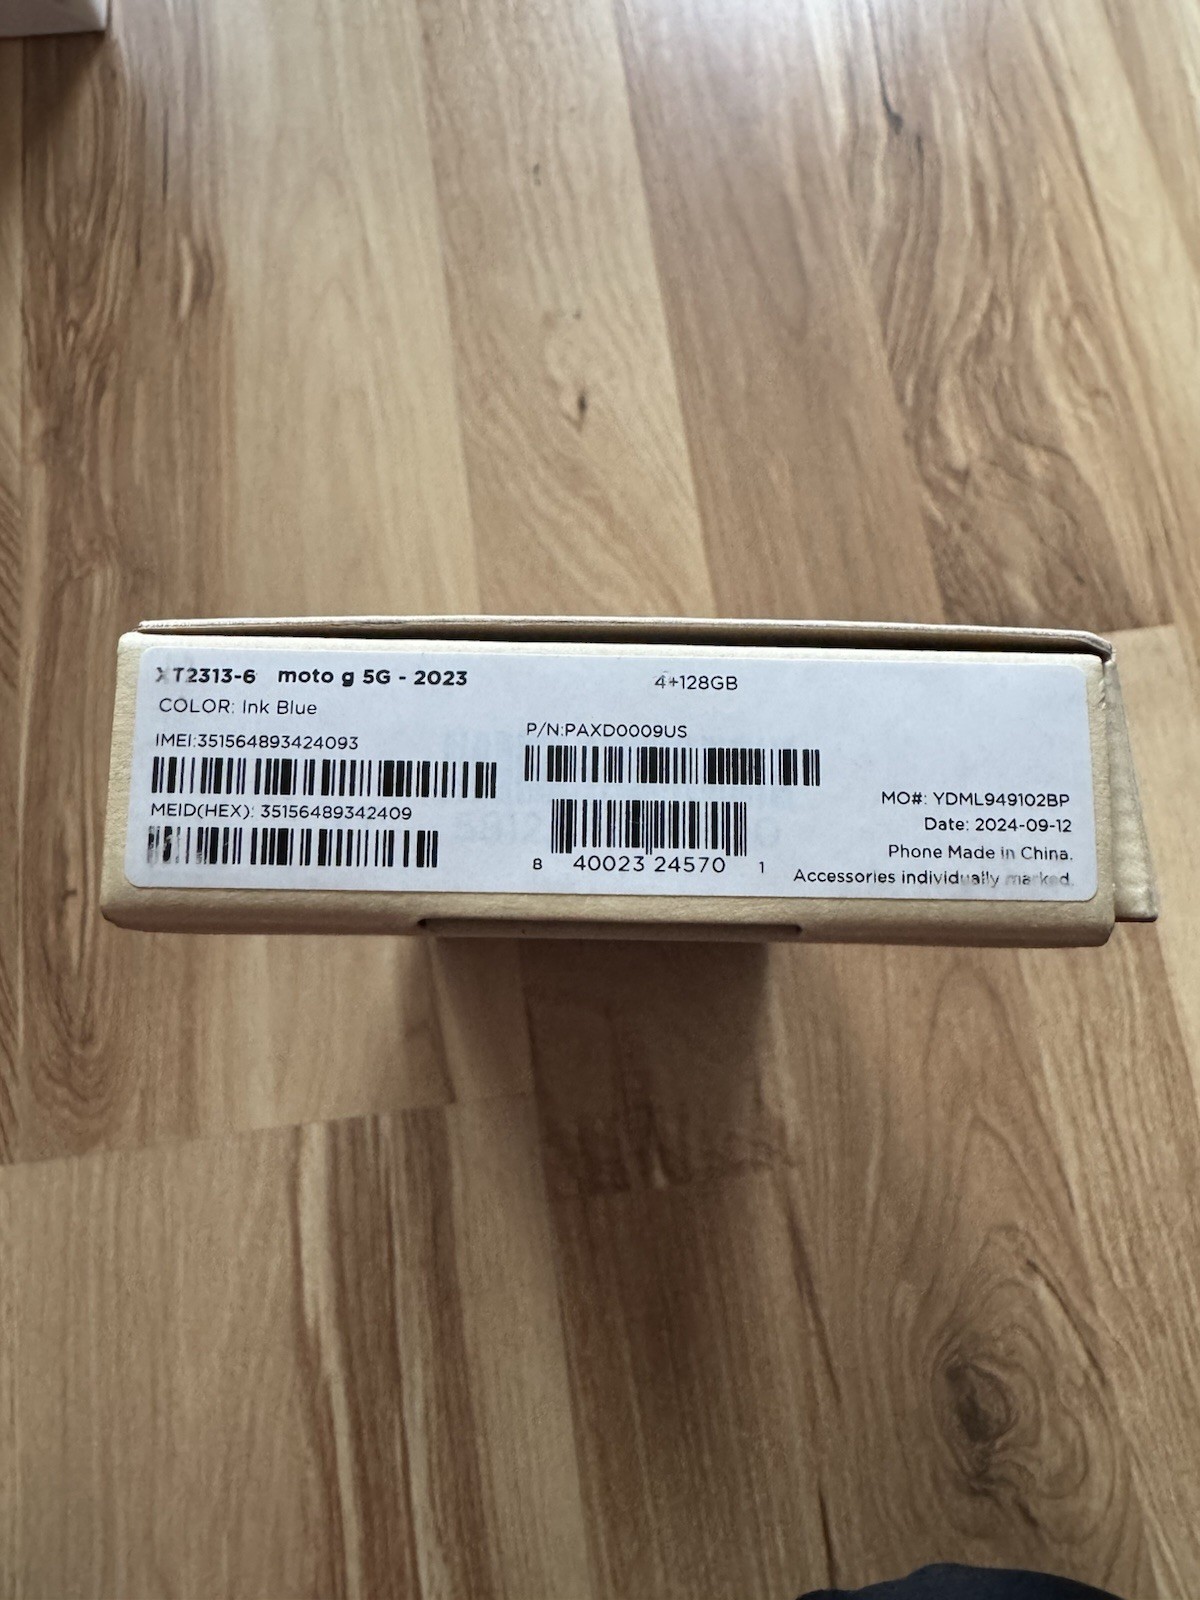 XT2313-6 moto g 5G - 2023
4+128GB
COLOR: Ink Blue
IMEI:351564893424093
P/N:PAXD0009US
MEID(HEX): 35156489342409
8 40023 24570 1
MO#: YDML949102BP
Date: 2024-09-12
Phone Made in China.
Accessories individually marked.